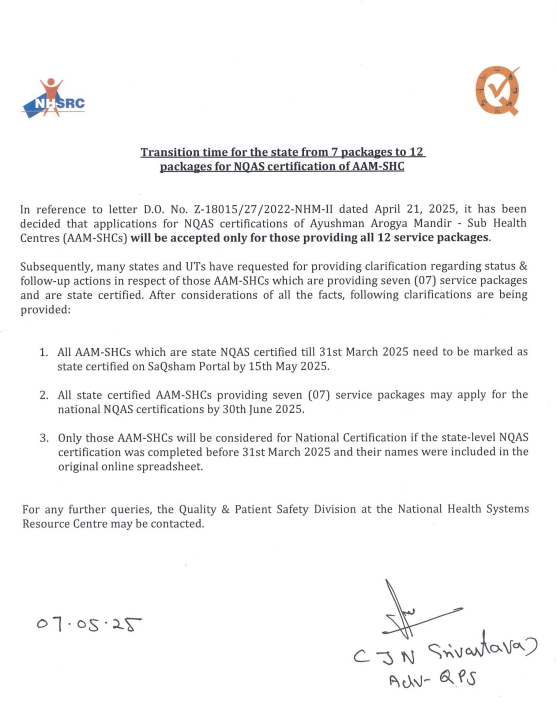 NHSRC
Transition time for the state from 7 packages to 12
packages for NQAS certification of AAM-SHC
In reference to letter D.O. No. Z-18015/27/2022-NHM-II dated April 21, 2025, it has been
decided that applications for NQAS certifications of Ayushman Arogya Mandir - Sub Health
Centres (AAM-SHCs) will be accepted only for those providing all 12 service packages.
Subsequently, many states and UTs have requested for providing clarification regarding status &
follow-up actions in respect of those AAM-SHCs which are providing seven (07) service packages
and are state certified. After considerations of all the facts, following clarifications are being
provided:
1. All AAM-SHCs which are state NQAS certified till 31st March 2025 need to be marked as
state certified on SaQsham Portal by 15th May 2025.
2. All state certified AAM-SHCs providing seven (07) service packages may apply for the
national NQAS certifications by 30th June 2025.
3. Only those AAM-SHCs will be considered for National Certification if the state-level NQAS
certification was completed before 31st March 2025 and their names were included in the
original online spreadsheet.
For any further queries, the Quality & Patient Safety Division at the National Health Systems
Resource Centre may be contacted.
07.05.25
C J N Srivastava
Adv- QPS